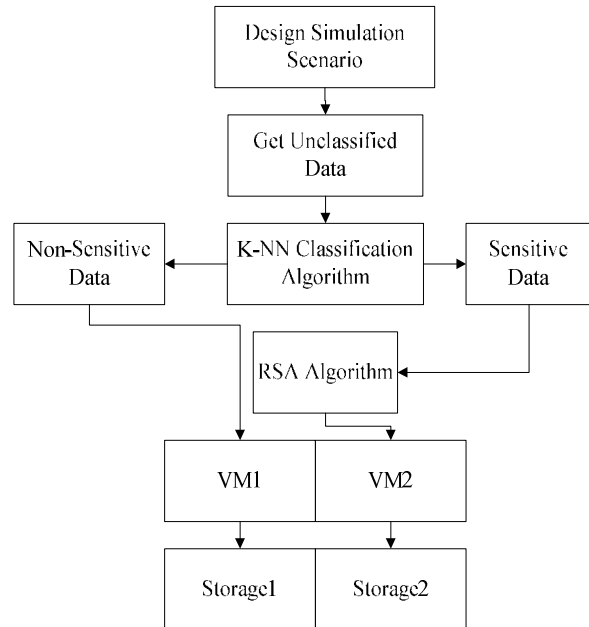 Design Simulation
Scenario
Get Unclassified
Data
Non-Sensitive
Data
K-NN Classification
Algorithm
Sensitive
Data
RSA Algorithm
VM1
VM2
Storage1
Storage2